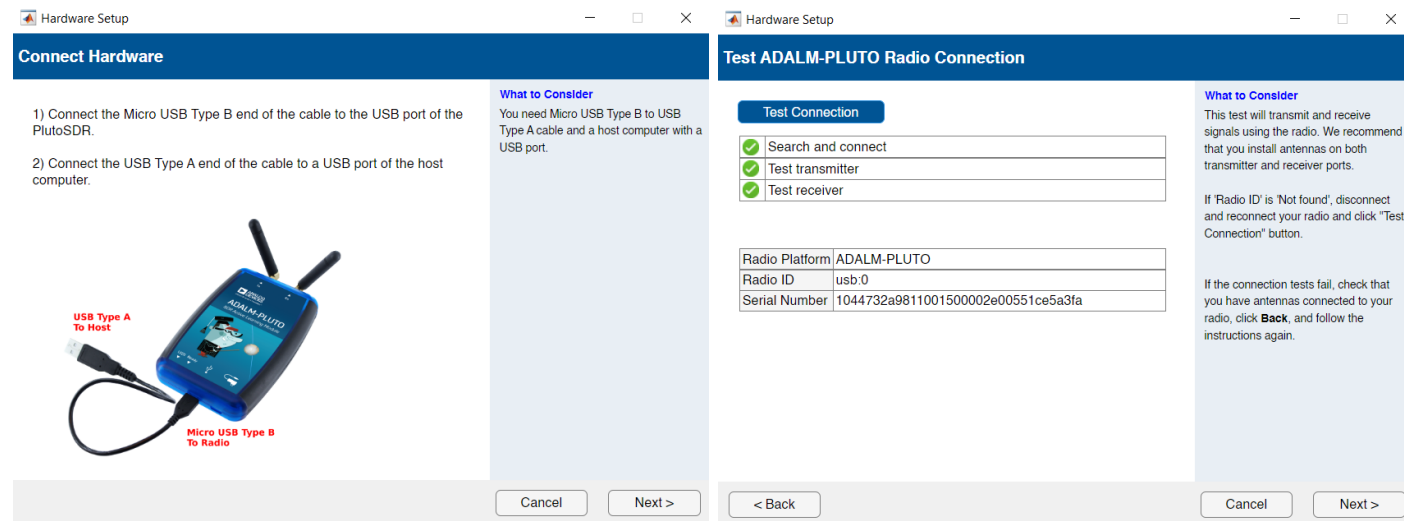 Hardware Setup
Connect Hardware
1) Connect the Micro USB Type B end of the cable to the USB port of the
PlutoSDR.
2) Connect the USB Type A end of the cable to a USB port of the host
computer.
ANALOG
DEVICES
ADALM-PLUTO
SDR Active Learning Module
USB Type A
To Host
Micro USB Type B
To Radio
What to Consider
You need Micro USB Type B to USB
Type A cable and a host computer with a
USB port.
Cancel
Next >
Hardware Setup
Test ADALM-PLUTO Radio Connection
Test Connection
Search and connect
Test transmitter
Test receiver
Radio Platform ADALM-PLUTO
Radio ID usb:0
Serial Number 1044732a9811001500002e00551ce5a3fa
What to Consider
This test will transmit and receive
signals using the radio. We recommend
that you install antennas on both
transmitter and receiver ports.
If 'Radio ID' is 'Not found', disconnect
and reconnect your radio and click "Test
Connection" button.
If the connection tests fail, check that
you have antennas connected to your
radio, click Back, and follow the
instructions again.
< Back
Cancel
Next >